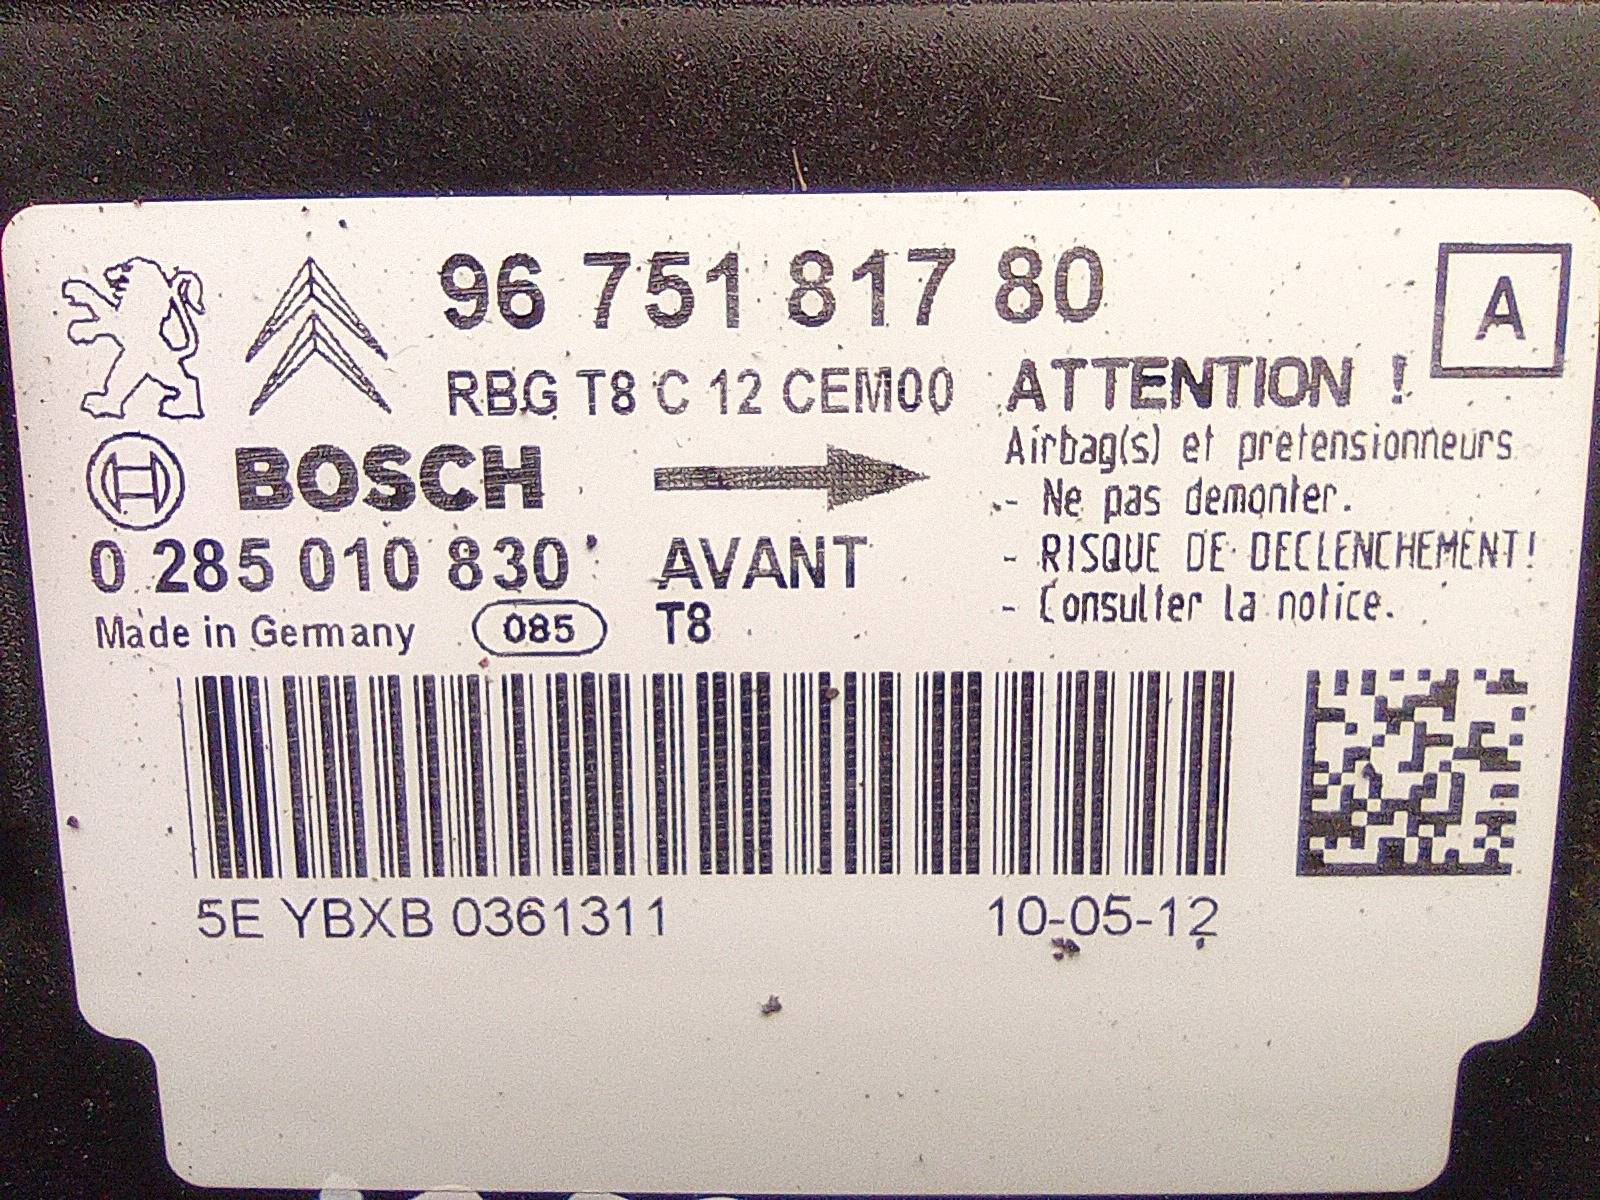 96 751 817 80
A
RBG T8 C 12 CEM00
ATTENTION !
Airbag(s) et pretensionneurs
- Ne pas demonter.
- RISQUE DE DECLENCHEMENT!
- Consulter la notice.
BOSCH
0 285 010 830
AVANT
Made in Germany
085
T8
5E YBXB 0361311
10-05-12